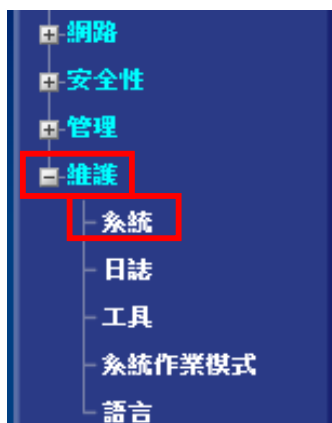 網路
安全性
管理
維護
系統
日誌
工具
系統作業模式
語言